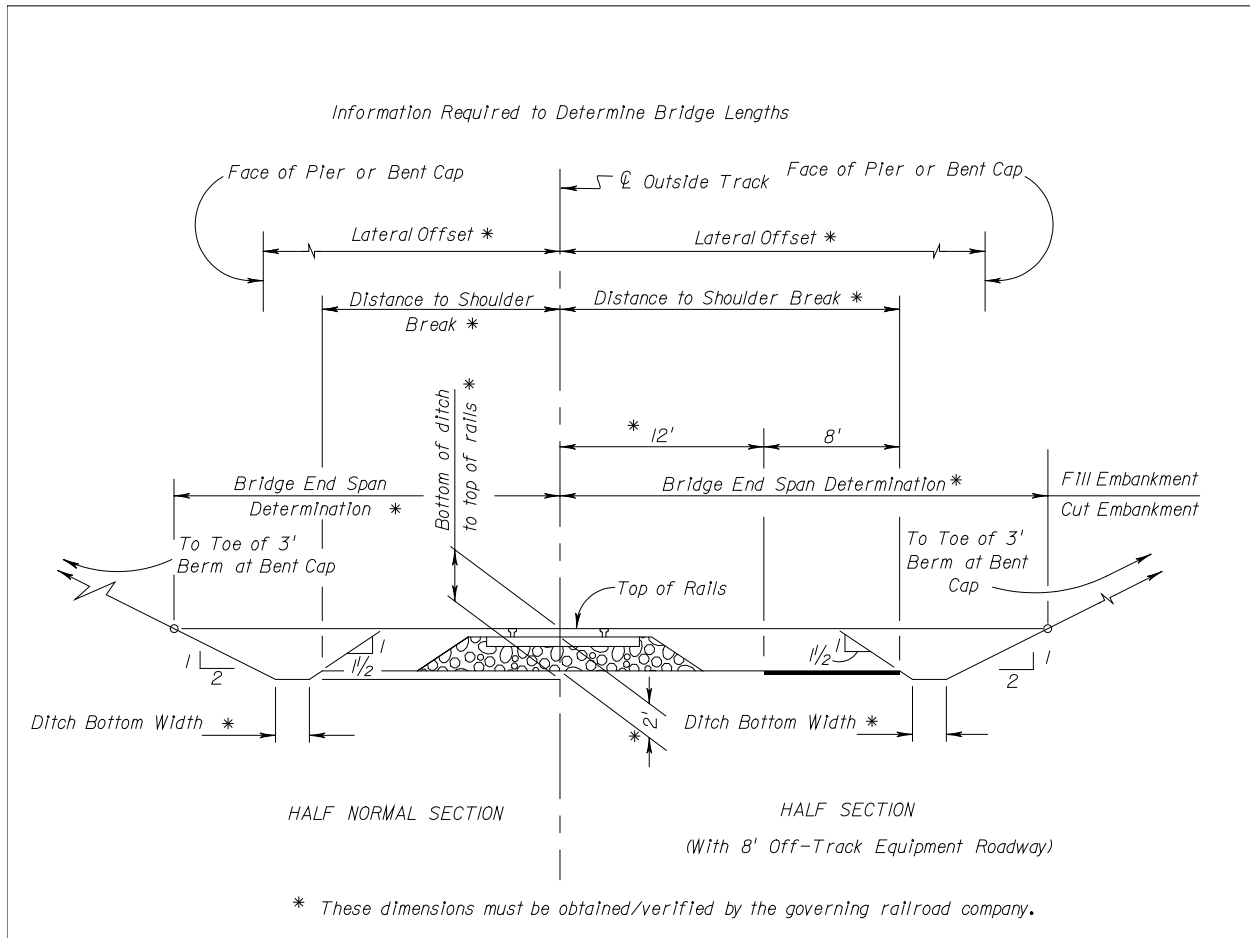 Information Required to Determine Bridge Lengths
Face of Pier or Bent Cap
℄ Outside Track
Face of Pier or Bent Cap
Lateral Offset *
Lateral Offset *
Distance to Shoulder
Break *
Distance to Shoulder Break *
Bottom of ditch
to top of rails *
* 12'
8'
Bridge End Span
Determination *
Bridge End Span Determination *
Fill Embankment
Cut Embankment
To Toe of 3'
Berm at Bent Cap
To Toe of 3'
Berm at Bent
Cap
Top of Rails
1
2
1
1 1/2
1
1 1/2
1
2
Ditch Bottom Width *
* 2'
Ditch Bottom Width *
HALF NORMAL SECTION
HALF SECTION
(With 8' Off-Track Equipment Roadway)
* These dimensions must be obtained/verified by the governing railroad company.